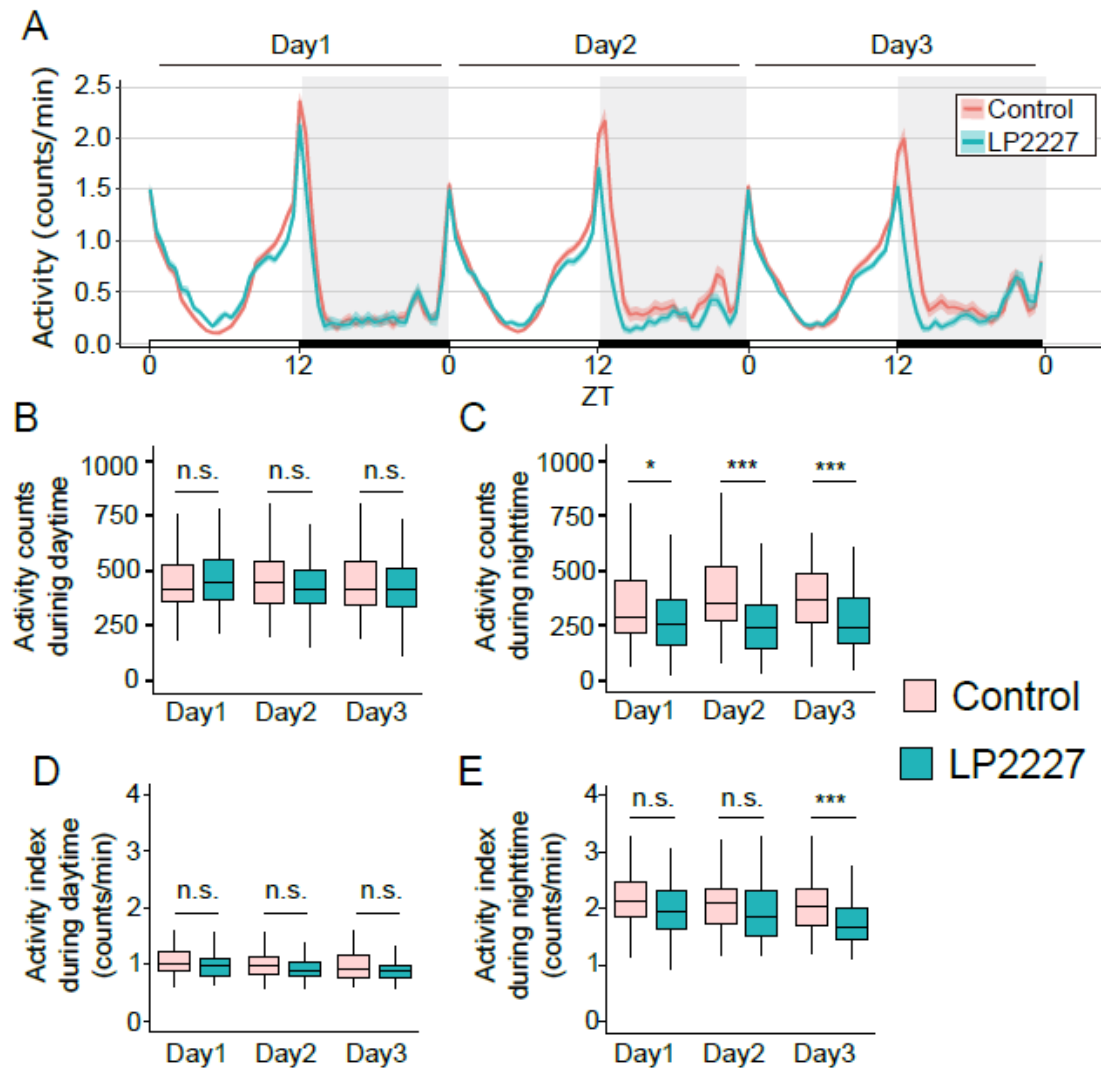 A
Day1 Day2 Day3
Activity (counts/min)
2.5
2.0
1.5
1.0
0.5
0.0
Control
LP2227
0 12 0 12 0 12 0
ZT
B
Activity counts
durinig daytime
1000
750
500
250
0
n.s. n.s. n.s.
Day1 Day2 Day3
C
Activity counts
during nighttime
1000
750
500
250
0
* *** ***
Day1 Day2 Day3
Control
LP2227
D
Activity index
during daytime
(counts/min)
4
3
2
1
0
n.s. n.s. n.s.
Day1 Day2 Day3
E
Activity index
during nighttime
(counts/min)
4
3
2
1
0
n.s. n.s. ***
Day1 Day2 Day3